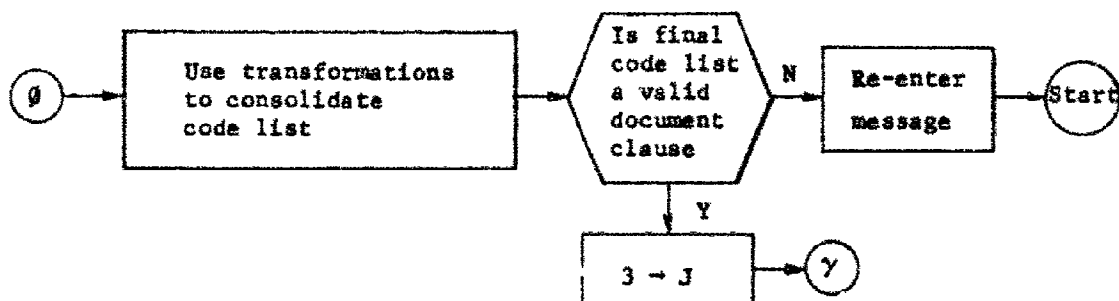 Ø
Use transformations
to consolidate
code list
Is final
code list
a valid
document
clause
N
Re-enter
message
Start
Y
3 → J
γ